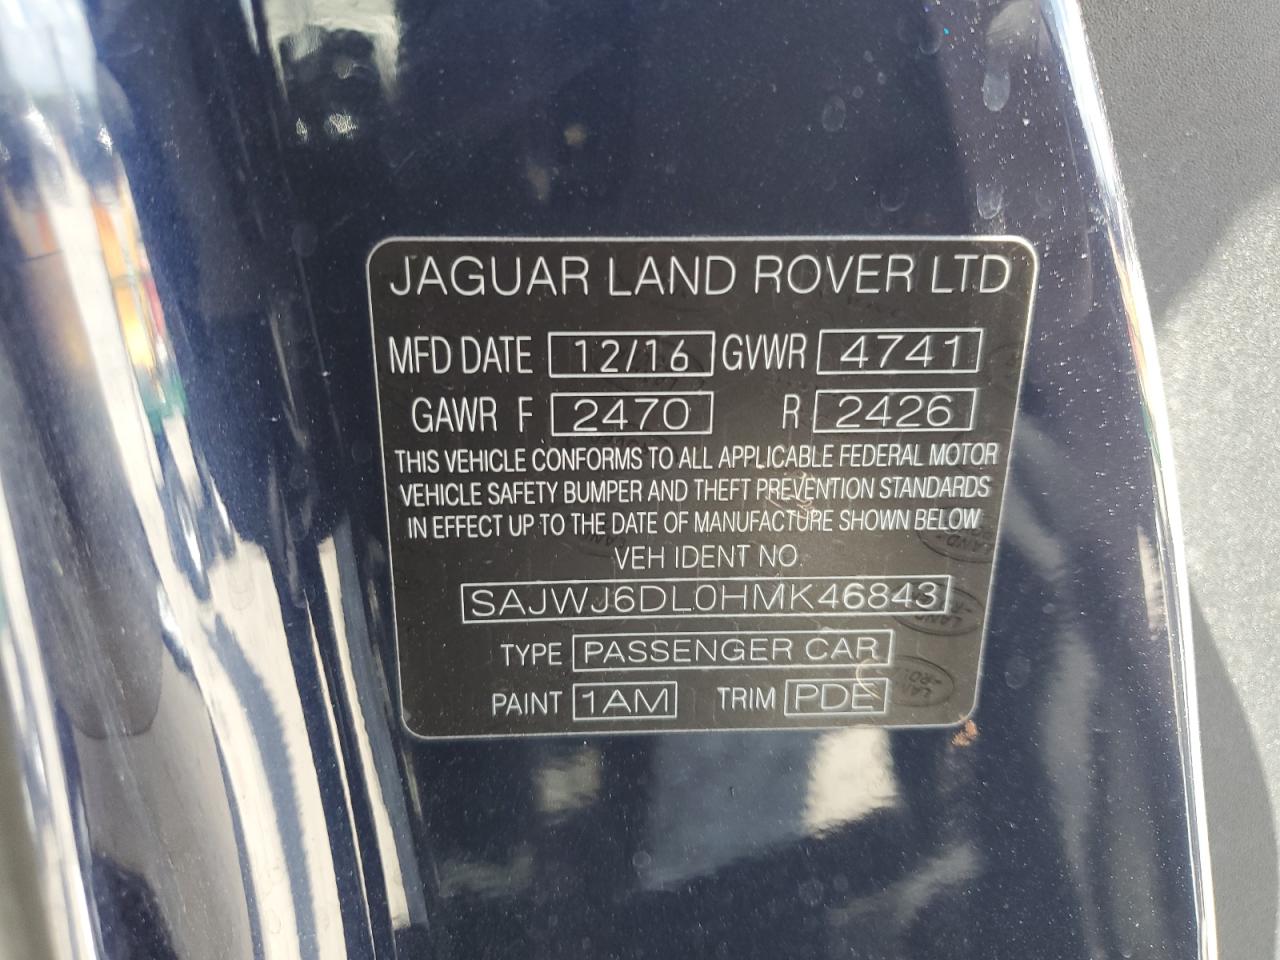 JAGUAR LAND ROVER LTD
MFD DATE 12/16 GVWR 4741
GAWR F 2470 R 2426
THIS VEHICLE CONFORMS TO ALL APPLICABLE FEDERAL MOTOR
VEHICLE SAFETY BUMPER AND THEFT PREVENTION STANDARDS
IN EFFECT UP TO THE DATE OF MANUFACTURE SHOWN BELOW
VEH IDENT NO.
SAJWJ6DL0HMK46843
TYPE PASSENGER CAR
PAINT 1AM TRIM PDE